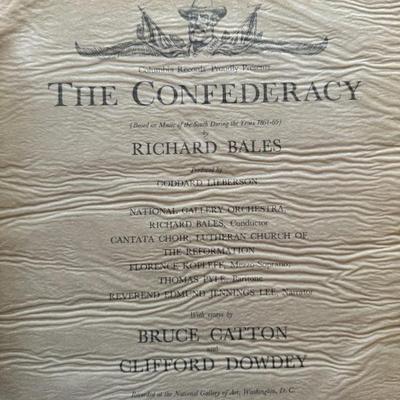 Columbia Records Proudly Presents
THE CONFEDERACY
(Based on Music of the South During the Years 1861-65)
by
RICHARD BALES
Produced by
GODDARD LIEBERSON
NATIONAL GALLERY ORCHESTRA,
RICHARD BALES, Conductor
CANTATA CHOIR, LUTHERAN CHURCH OF
THE REFORMATION
FLORENCE KOPLEFF, Mezzo-Soprano;
THOMAS PYLE, Baritone
REVEREND EDMUND JENNINGS LEE, Narrator
With essays by
BRUCE CATTON
and
CLIFFORD DOWDEY
Recorded at the National Gallery of Art, Washington, D. C.